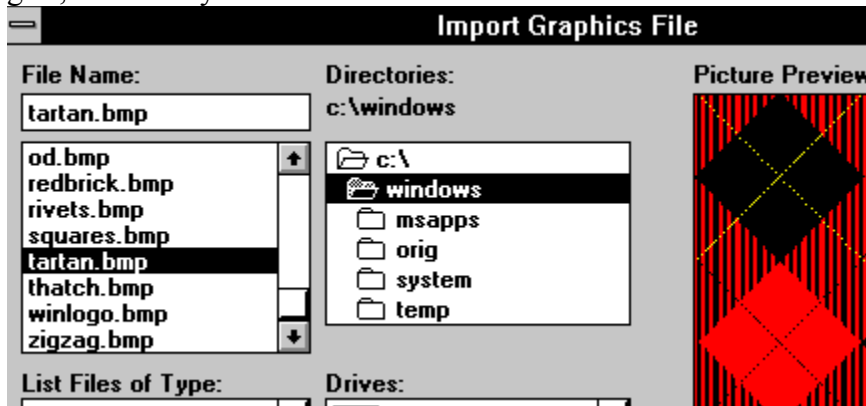 Import Graphics File
File Name:
tartan.bmp
od.bmp
redbrick.bmp
rivets.bmp
squares.bmp
tartan.bmp
thatch.bmp
winlogo.bmp
zigzag.bmp
List Files of Type:
Directories:
c:\windows
c:\
windows
msapps
orig
system
temp
Drives:
Picture Preview